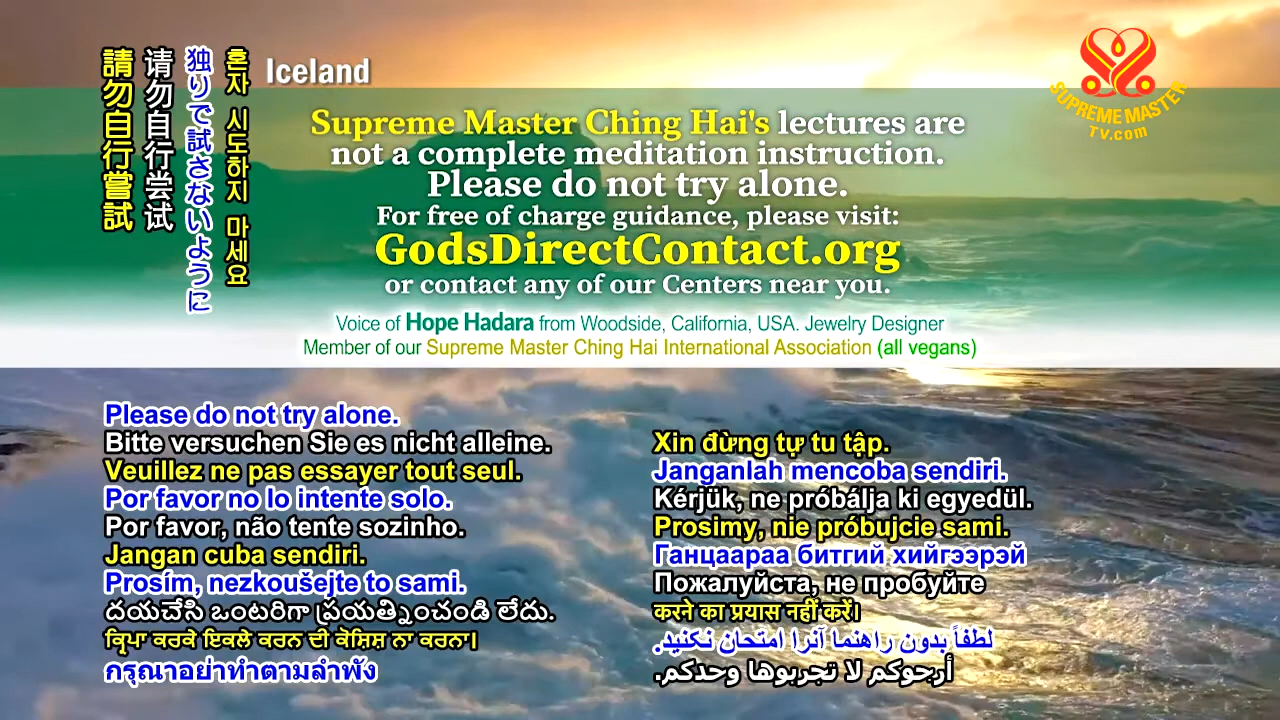 請勿自行嘗試
请勿自行尝试
独りで試さないように
혼자 시도하지 마세요
Iceland
SUPREME MASTER
TV.com
Supreme Master Ching Hai's lectures are
not a complete meditation instruction.
Please do not try alone.
For free of charge guidance, please visit:
GodsDirectContact.org
or contact any of our Centers near you.
Voice of Hope Hadara from Woodside, California, USA. Jewelry Designer
Member of our Supreme Master Ching Hai International Association (all vegans)
Please do not try alone.
Bitte versuchen Sie es nicht alleine.
Veuillez ne pas essayer tout seul.
Por favor no lo intente solo.
Por favor, não tente sozinho.
Jangan cuba sendiri.
Prosím, nezkoušejte to sami.
దయచేసి ఒంటరిగా ప్రయత్నించండి లేదు.
ਕ੍ਰਿਪਾ ਕਰਕੇ ਇਕਲੇ ਕਰਨ ਦੀ ਕੋਸ਼ਿਸ਼ ਨਾ ਕਰਨਾ।
กรุณาอย่าทำตามลำพัง
Xin đừng tự tu tập.
Janganlah mencoba sendiri.
Kérjük, ne próbálja ki egyedül.
Prosimy, nie próbujcie sami.
Ганцаараа битгий хийгээрэй
Пожалуйста, не пробуйте
करने का प्रयास नहीं करें।
لطفاً بدون راهنما آنرا امتحان نکنید.
أرجوكم لا تجربوها وحدكم.